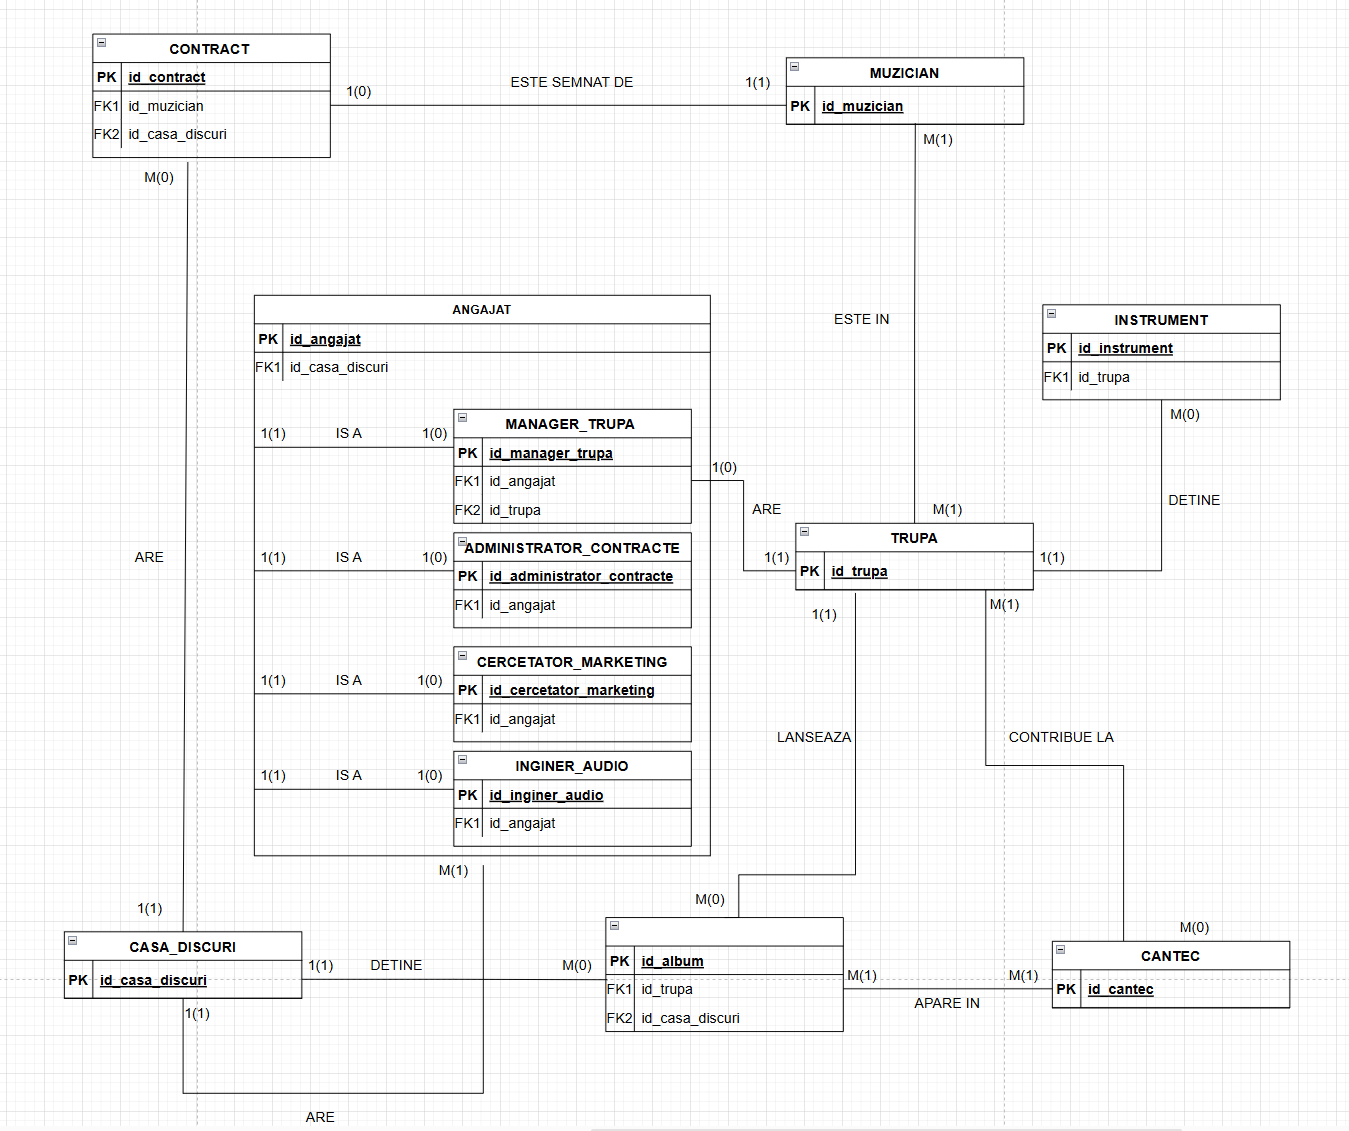 CONTRACT
PK id_contract
FK1 id_muzician
FK2 id_casa_discuri
1(0)
ESTE SEMNAT DE
1(1)
MUZICIAN
PK id_muzician
M(1)
M(0)
ESTE IN
ARE
ANGAJAT
PK id_angajat
FK1 id_casa_discuri
1(1) IS A 1(0)
MANAGER_TRUPA
PK id_manager_trupa
FK1 id_angajat
FK2 id_trupa
1(0)
ARE
1(1)
1(1) IS A 1(0)
ADMINISTRATOR_CONTRACTE
PK id_administrator_contracte
FK1 id_angajat
1(1) IS A 1(0)
CERCETATOR_MARKETING
PK id_cercetator_marketing
FK1 id_angajat
1(1) IS A 1(0)
INGINER_AUDIO
PK id_inginer_audio
FK1 id_angajat
M(1)
INSTRUMENT
PK id_instrument
FK1 id_trupa
M(0)
DETINE
1(1)
M(1)
TRUPA
PK id_trupa
1(1)
M(1)
LANSEAZA
CONTRIBUE LA
M(0)
M(0)
1(1)
CASA_DISCURI
PK id_casa_discuri
1(1)
DETINE
M(0)
1(1)
ARE
PK id_album
FK1 id_trupa
FK2 id_casa_discuri
M(1)
APARE IN
M(1)
CANTEC
PK id_cantec